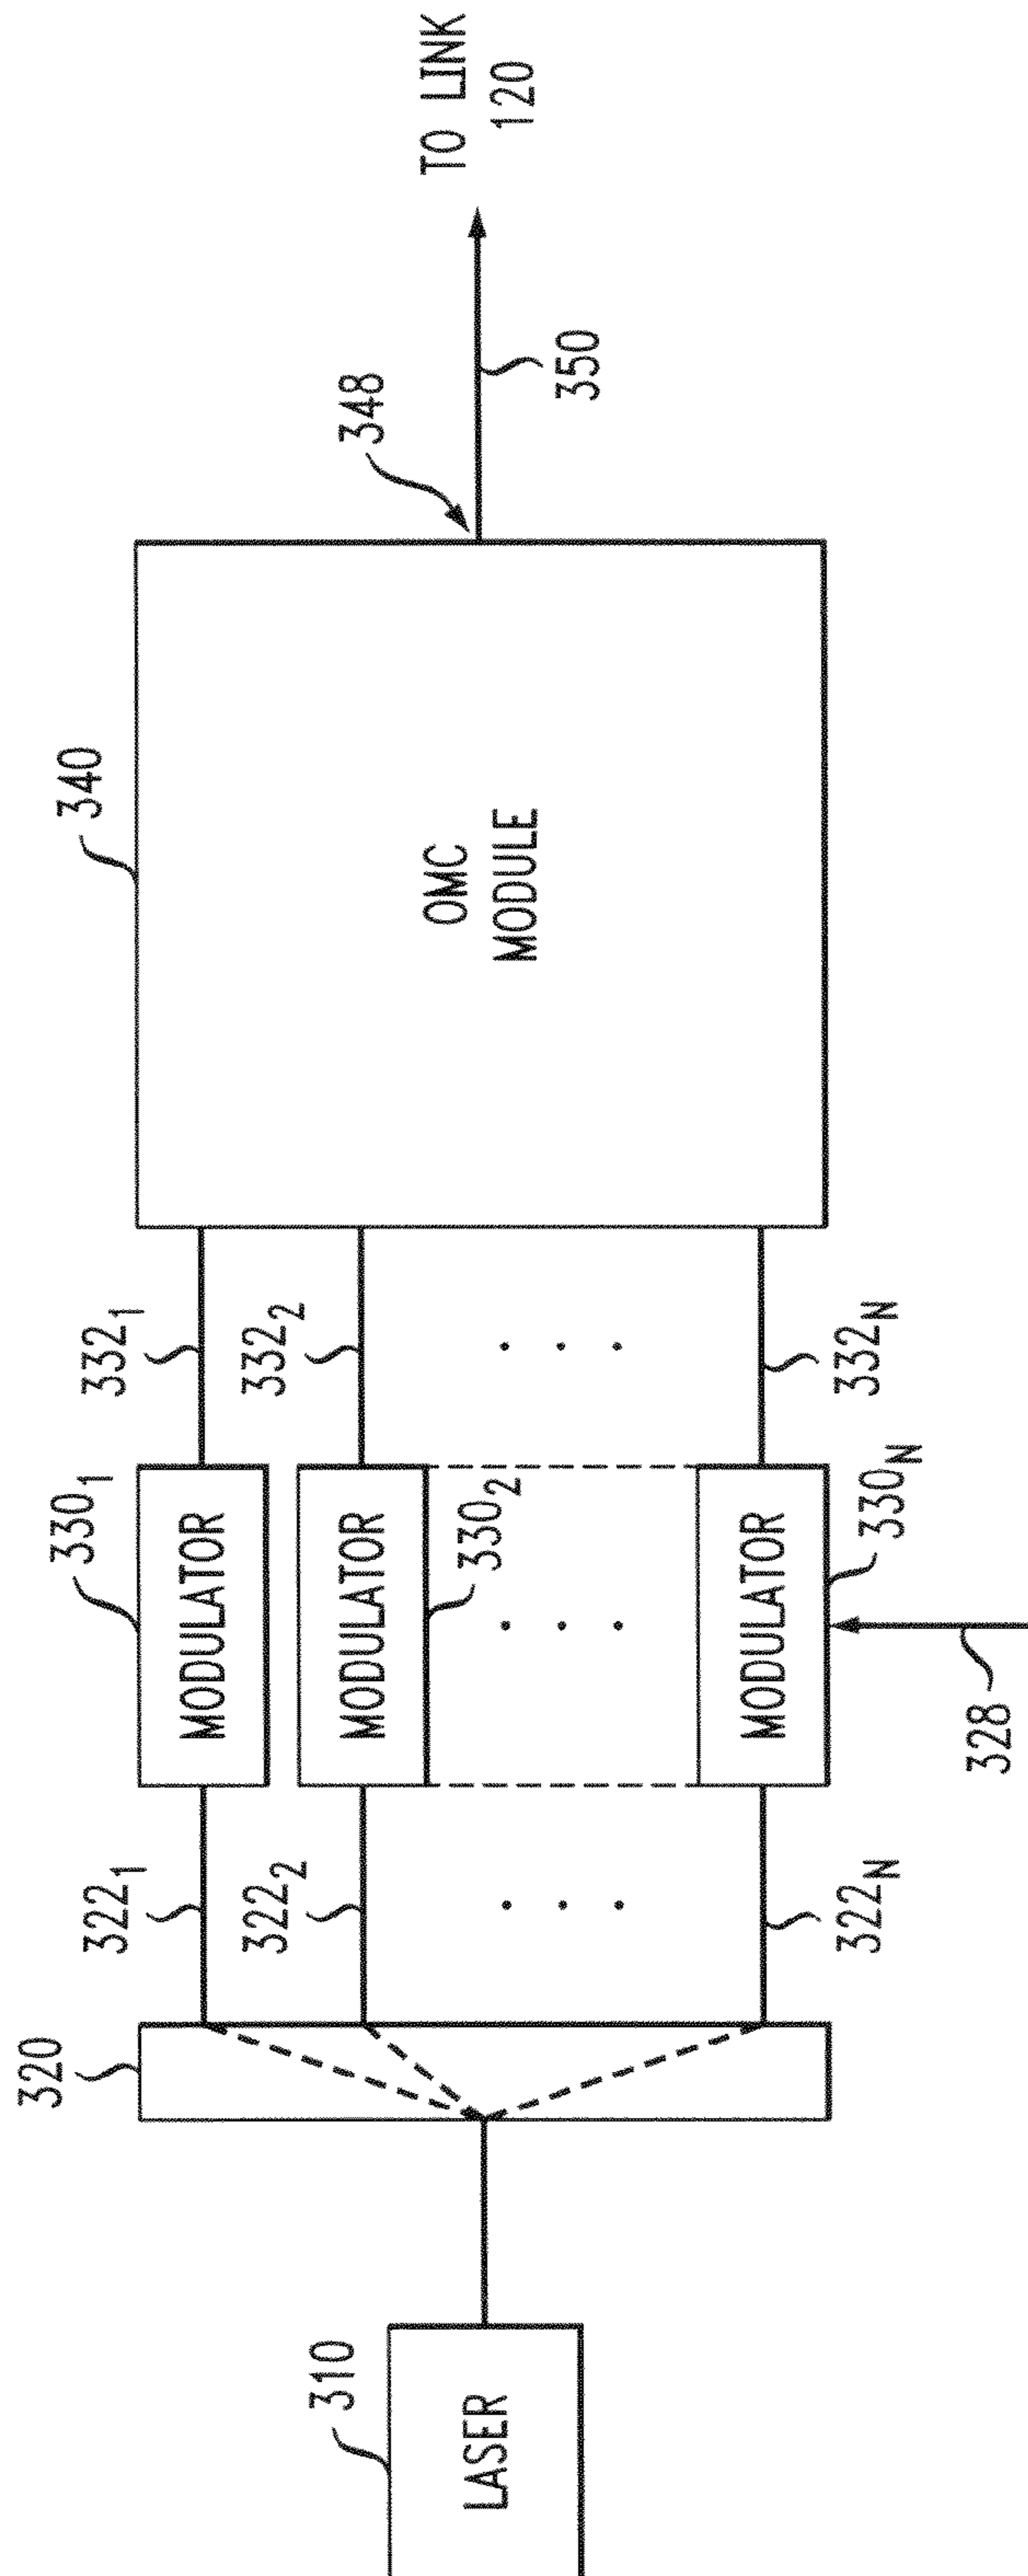 310
LASER
320
322₁
322₂
322N
330₁
MODULATOR
MODULATOR
330₂
MODULATOR
330N
328
332₁
332₂
332N
340
OMC
MODULE
348
350
TO LINK
120